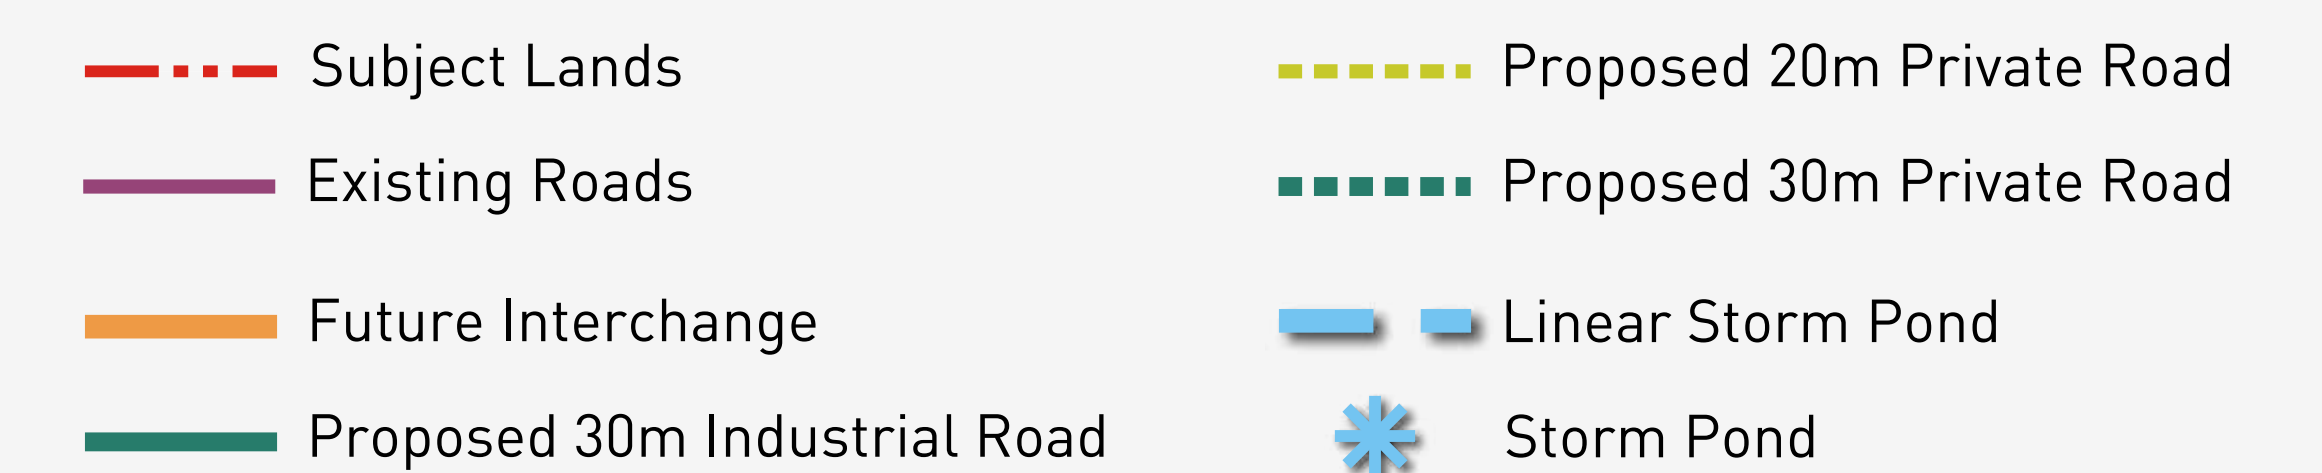 Subject Lands
Existing Roads
Future Interchange
Proposed 30m Industrial Road
Proposed 20m Private Road
Proposed 30m Private Road
Linear Storm Pond
Storm Pond